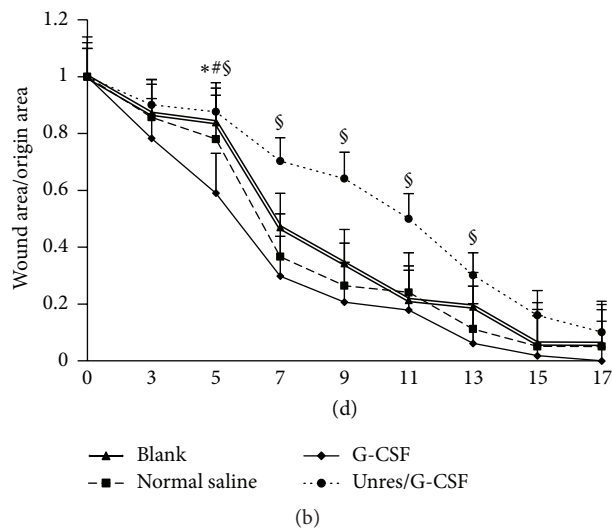 1.2
1
0.8
0.6
0.4
0.2
0
Wound area/origin area
*#§
§
§
§
§
0 3 5 7 9 11 13 15 17
(d)
Blank
G-CSF
Normal saline
Unres/G-CSF
(b)